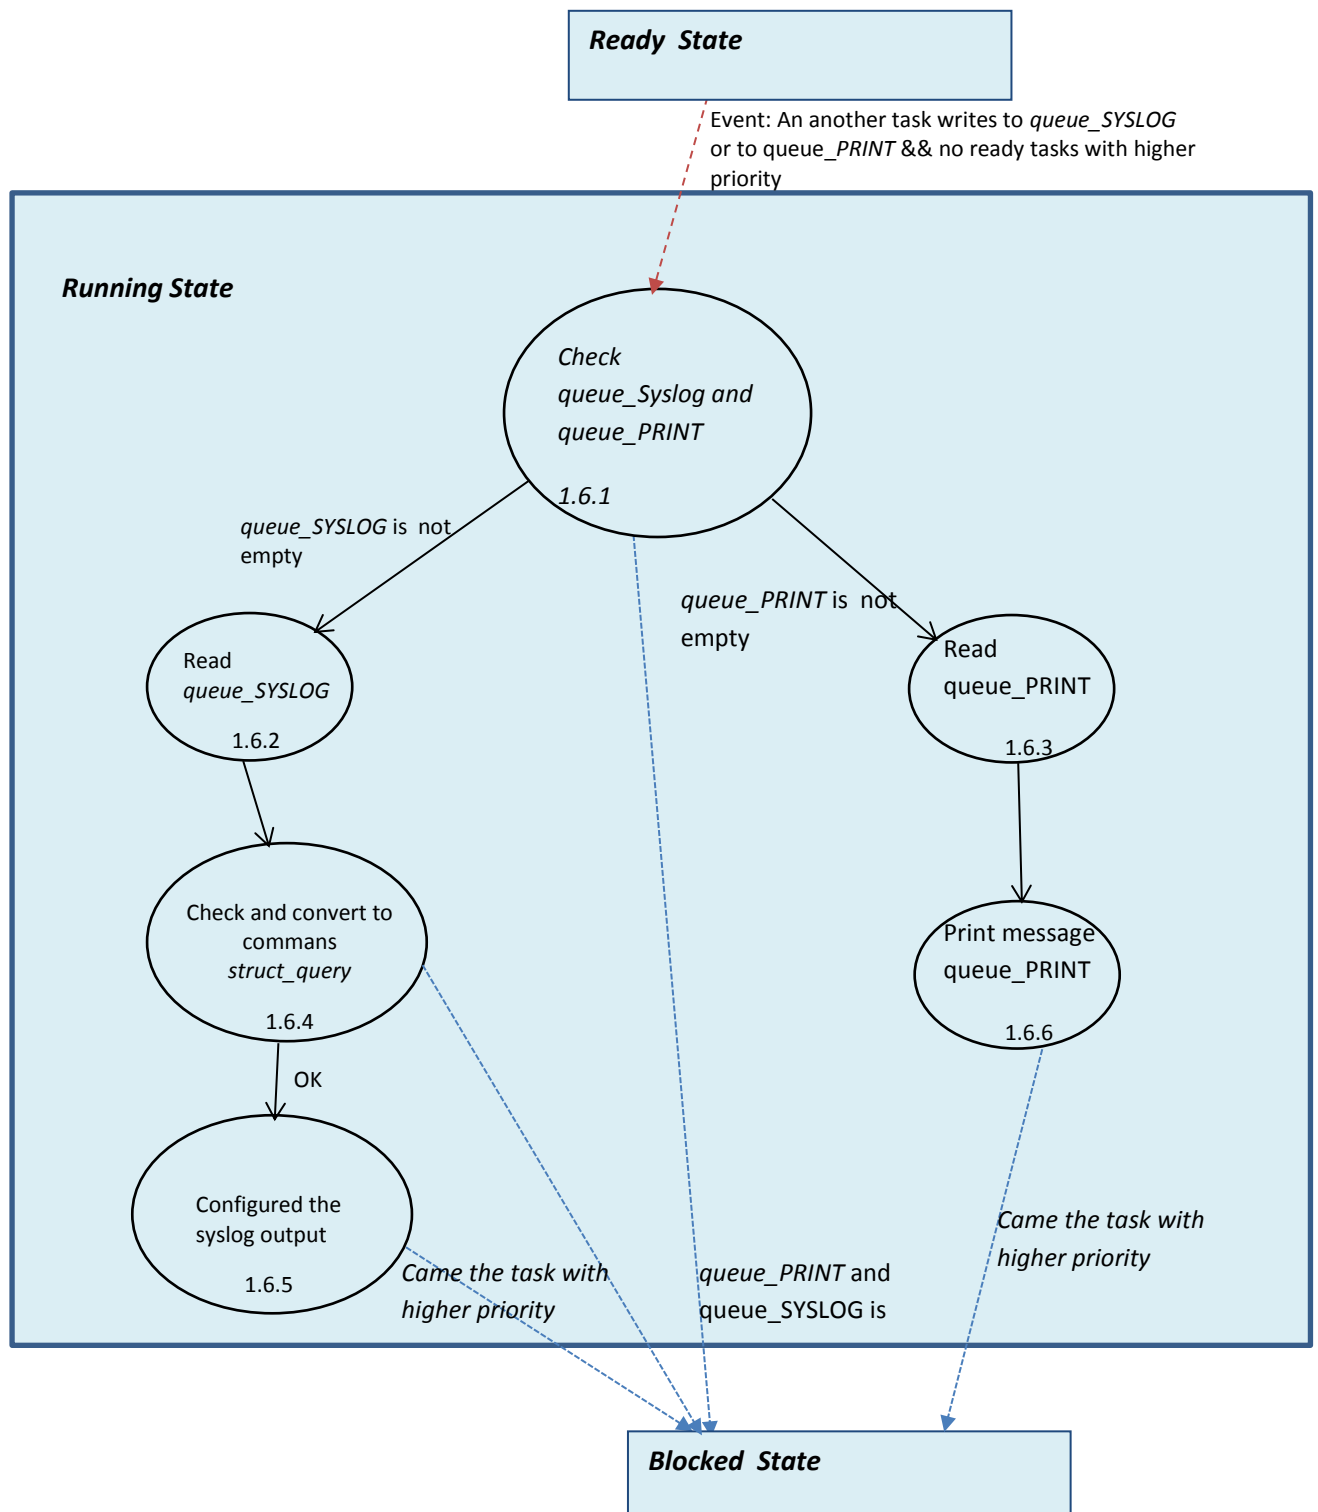 Ready State
Event: An another task writes to queue_SYSLOG
or to queue_PRINT && no ready tasks with higher
priority
Running State
Check
queue_Syslog and
queue_PRINT
1.6.1
queue_SYSLOG is not
empty
queue_PRINT is not
empty
Read
queue_SYSLOG
1.6.2
Read
queue_PRINT
1.6.3
Check and convert to
commans
struct_query
1.6.4
Print message
queue_PRINT
1.6.6
OK
Configured the
syslog output
1.6.5
Came the task with
higher priority
queue_PRINT and
queue_SYSLOG is
Came the task with
higher priority
Blocked State